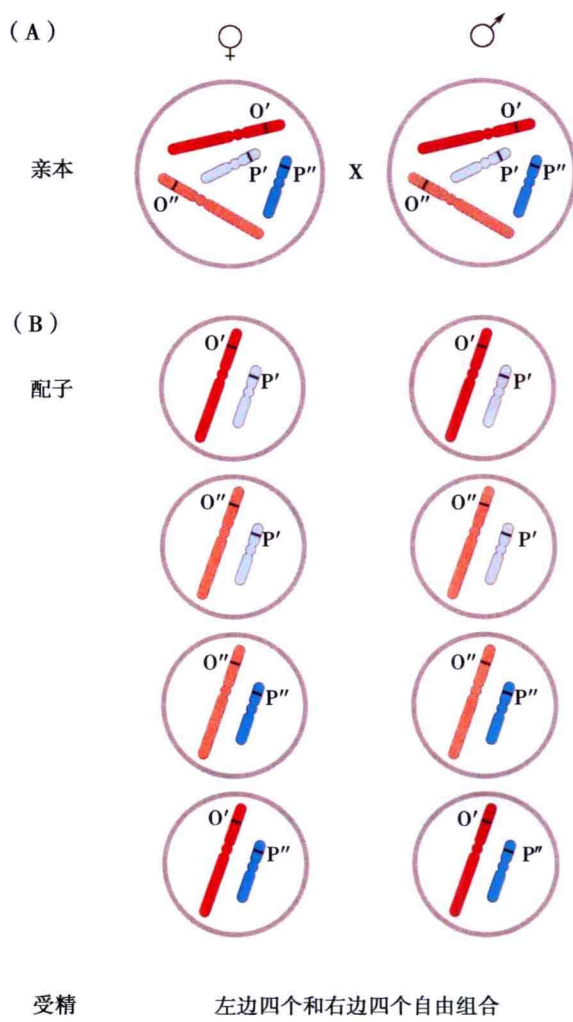 (A) ♀ ♂
O′ O′
亲本 P′ P″ X P′ P″
O″ O″
(B)
O′ O′
配子 P′ P′
O″ O″
P′ P′
O″ O″
P″ P″
O′ O′
P″ P″
受精 左边四个和右边四个自由组合